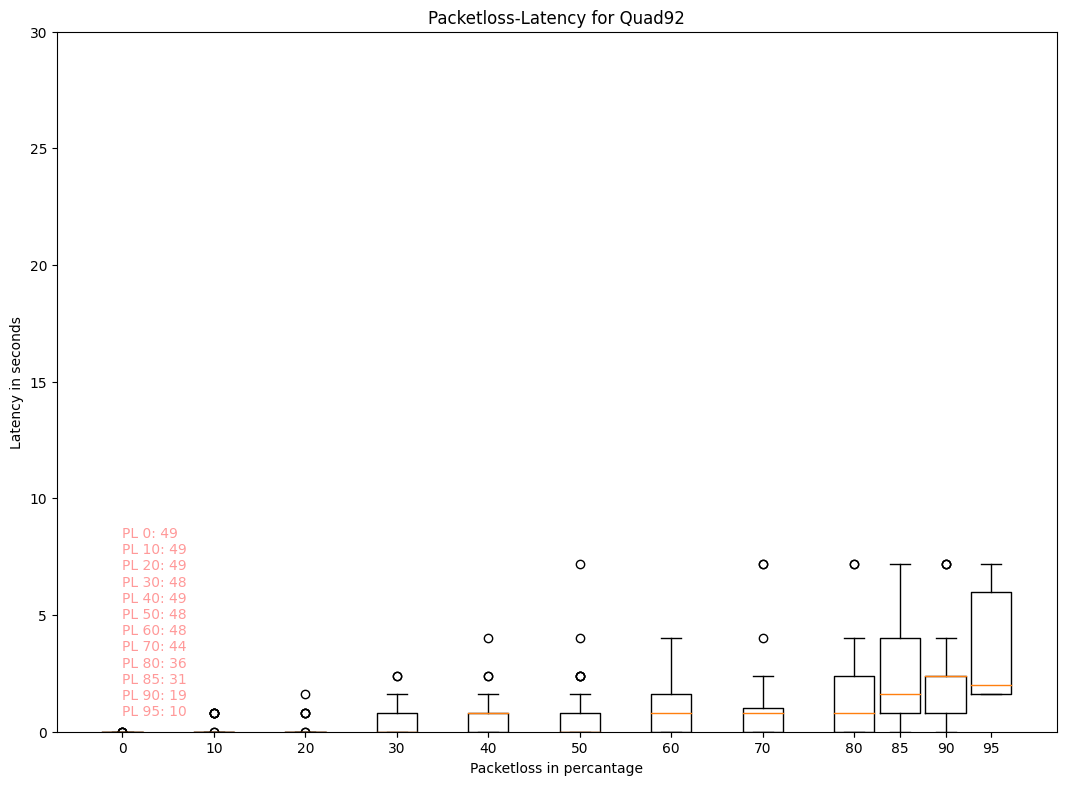 Packetloss-Latency for Quad92
30
25
20
15
10
5
0
Latency in seconds
PL 0: 49
PL 10: 49
PL 20: 49
PL 30: 48
PL 40: 49
PL 50: 48
PL 60: 48
PL 70: 44
PL 80: 36
PL 85: 31
PL 90: 19
PL 95: 10
0 10 20 30 40 50 60 70 80 85 90 95
Packetloss in percantage